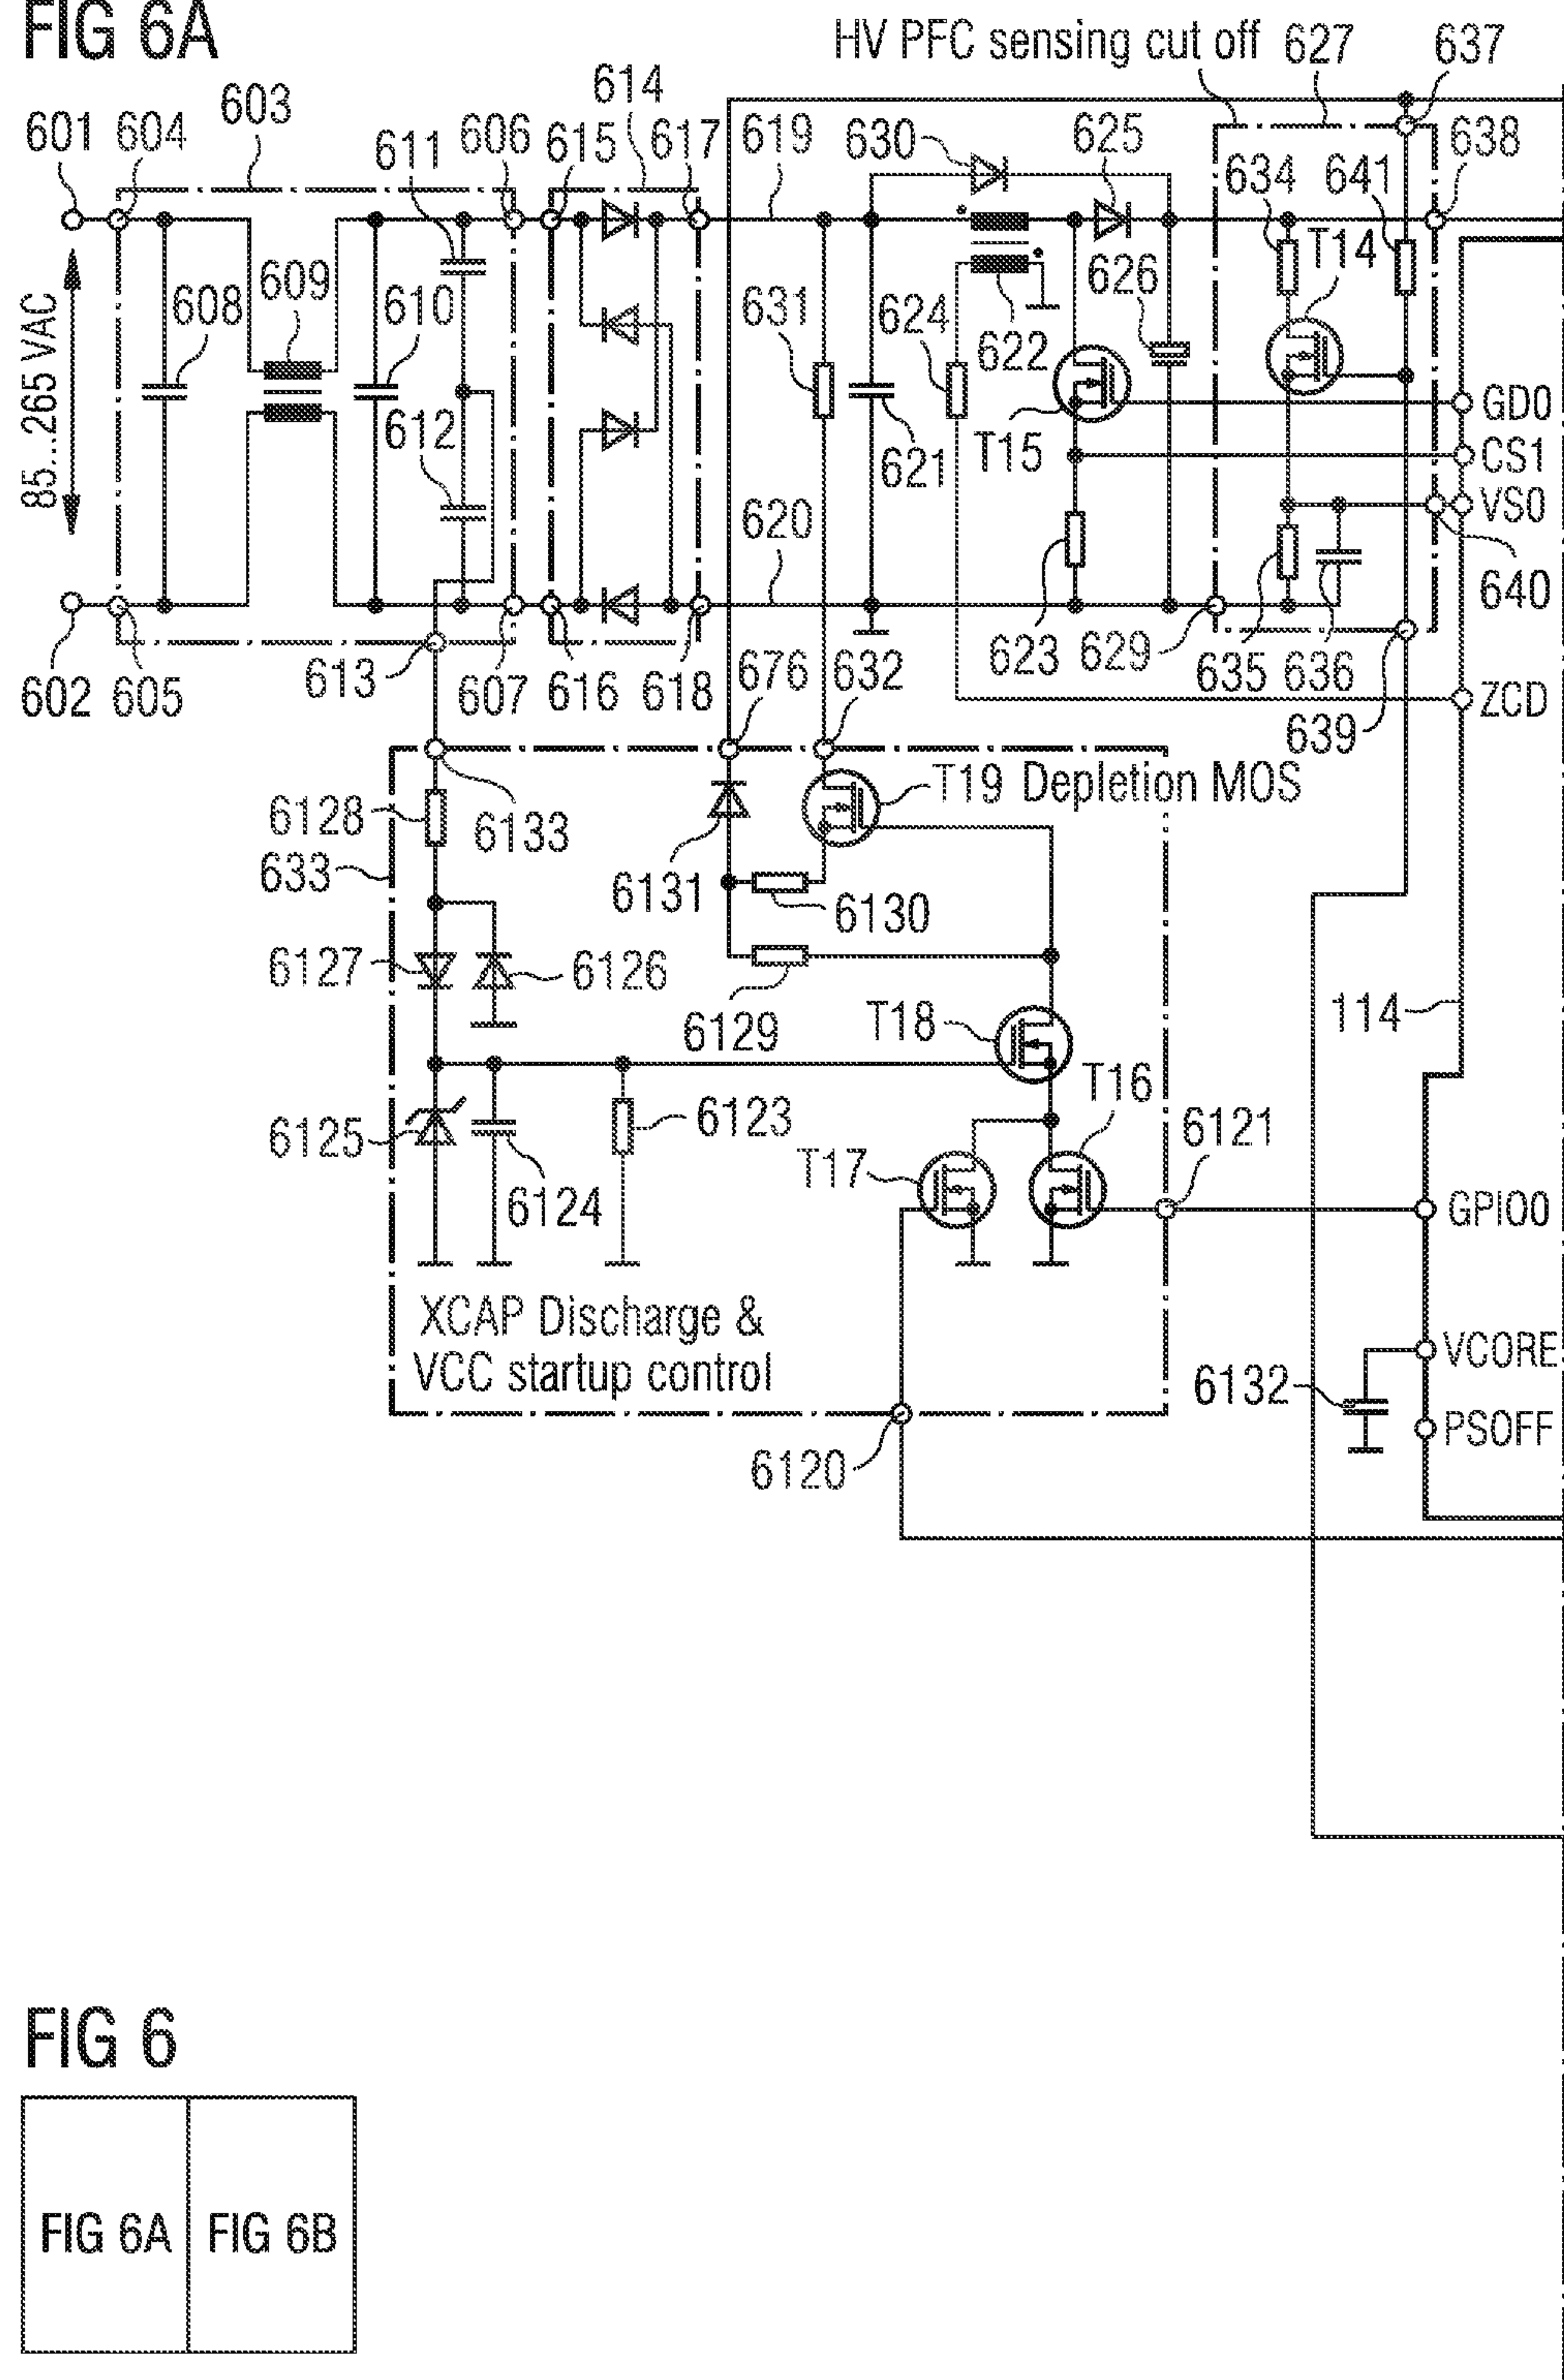 FIG 6A
HV PFC sensing cut off 627 637
614
603
601 604 611 606 615 617 619 630 625 638
634 641
T14
85...265 VAC
608 609 610 631 624 622 626
612 621 T15
GD0
CS1
VS0
620
640
623 629 635 636
613 676 632
602 605 607 616 618 ZCD
639
T19 Depletion MOS
6128 6133
633
6131 6130
6127 6126
6129 T18 114
T16
6125 6123 6121
T17
6124 GPIO0
XCAP Discharge &
VCC startup control
VCORE
6132
PSOFF
6120
FIG 6
FIG 6A FIG 6B